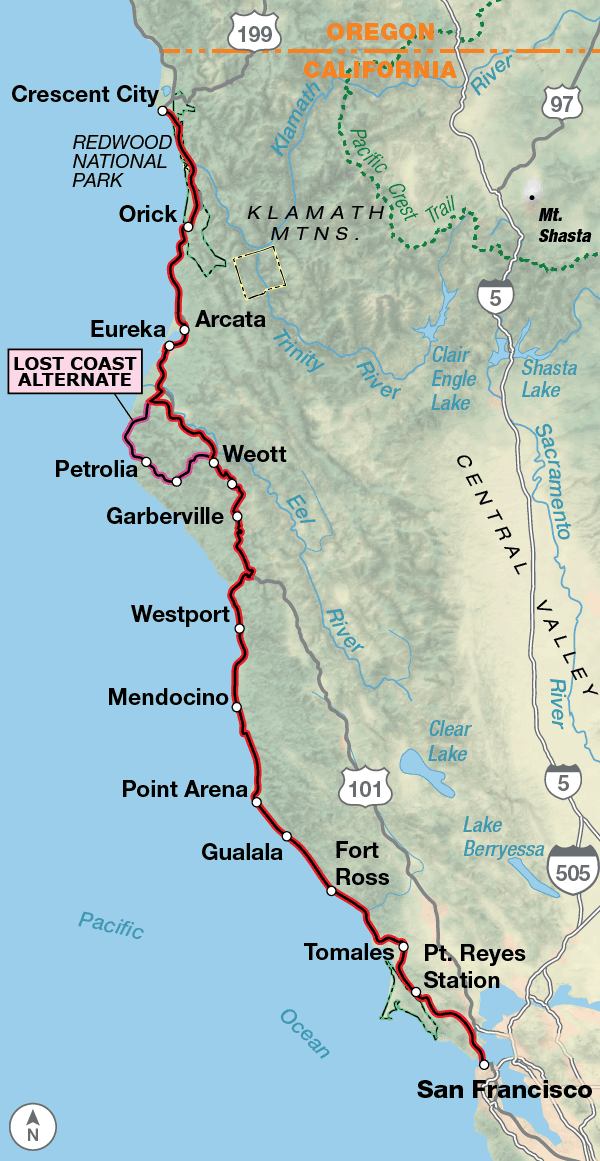 199
OREGON
CALIFORNIA
Crescent City
River
97
Klamath
REDWOOD
NATIONAL
PARK
Pacific Crest Trail
Orick
KLAMATH
MTNS.
Mt.
Shasta
5
Eureka
Arcata
Trinity
River
Clair
Engle
Lake
Shasta
Lake
LOST COAST
ALTERNATE
Sacramento
River
Petrolia
Weott
CENTRAL
VALLEY
Garberville
Eel
River
Westport
Mendocino
Clear
Lake
Point Arena
101
5
Gualala
Fort
Ross
Lake
Berryessa
505
Pacific
Ocean
Tomales
Pt. Reyes
Station
San Francisco
N